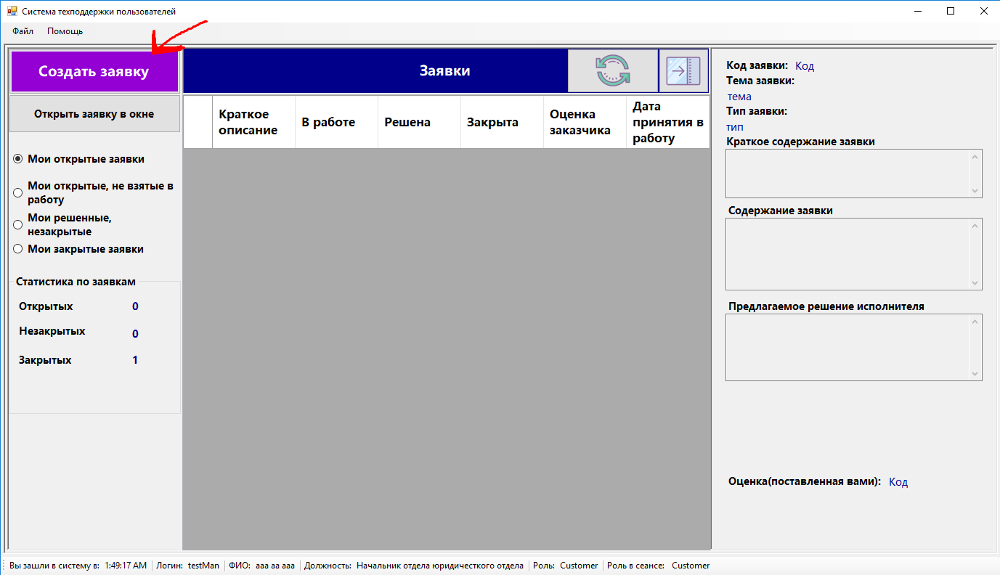 Система техподдержки пользователей
Файл Помощь
Создать заявку
Открыть заявку в окне
Мои открытые заявки
Мои открытые, не взятые в
работу
Мои решенные,
незакрытые
Мои закрытые заявки
Статистика по заявкам
Открытых 0
Незакрытых 0
Закрытых 1
Заявки
Краткое
описание
В работе
Решена
Закрыта
Оценка
заказчика
Дата
принятия в
работу
Код заявки: Код
Тема заявки:
тема
Тип заявки:
тип
Краткое содержание заявки
Содержание заявки
Предлагаемое решение исполнителя
Оценка(поставленная вами): Код
Вы зашли в систему в: 1:49:17 AM Логин: testMan ФИО: ааа аа ааа Должность: Начальник отдела юридичесткого отдела Роль: Customer Роль в сеансе: Customer